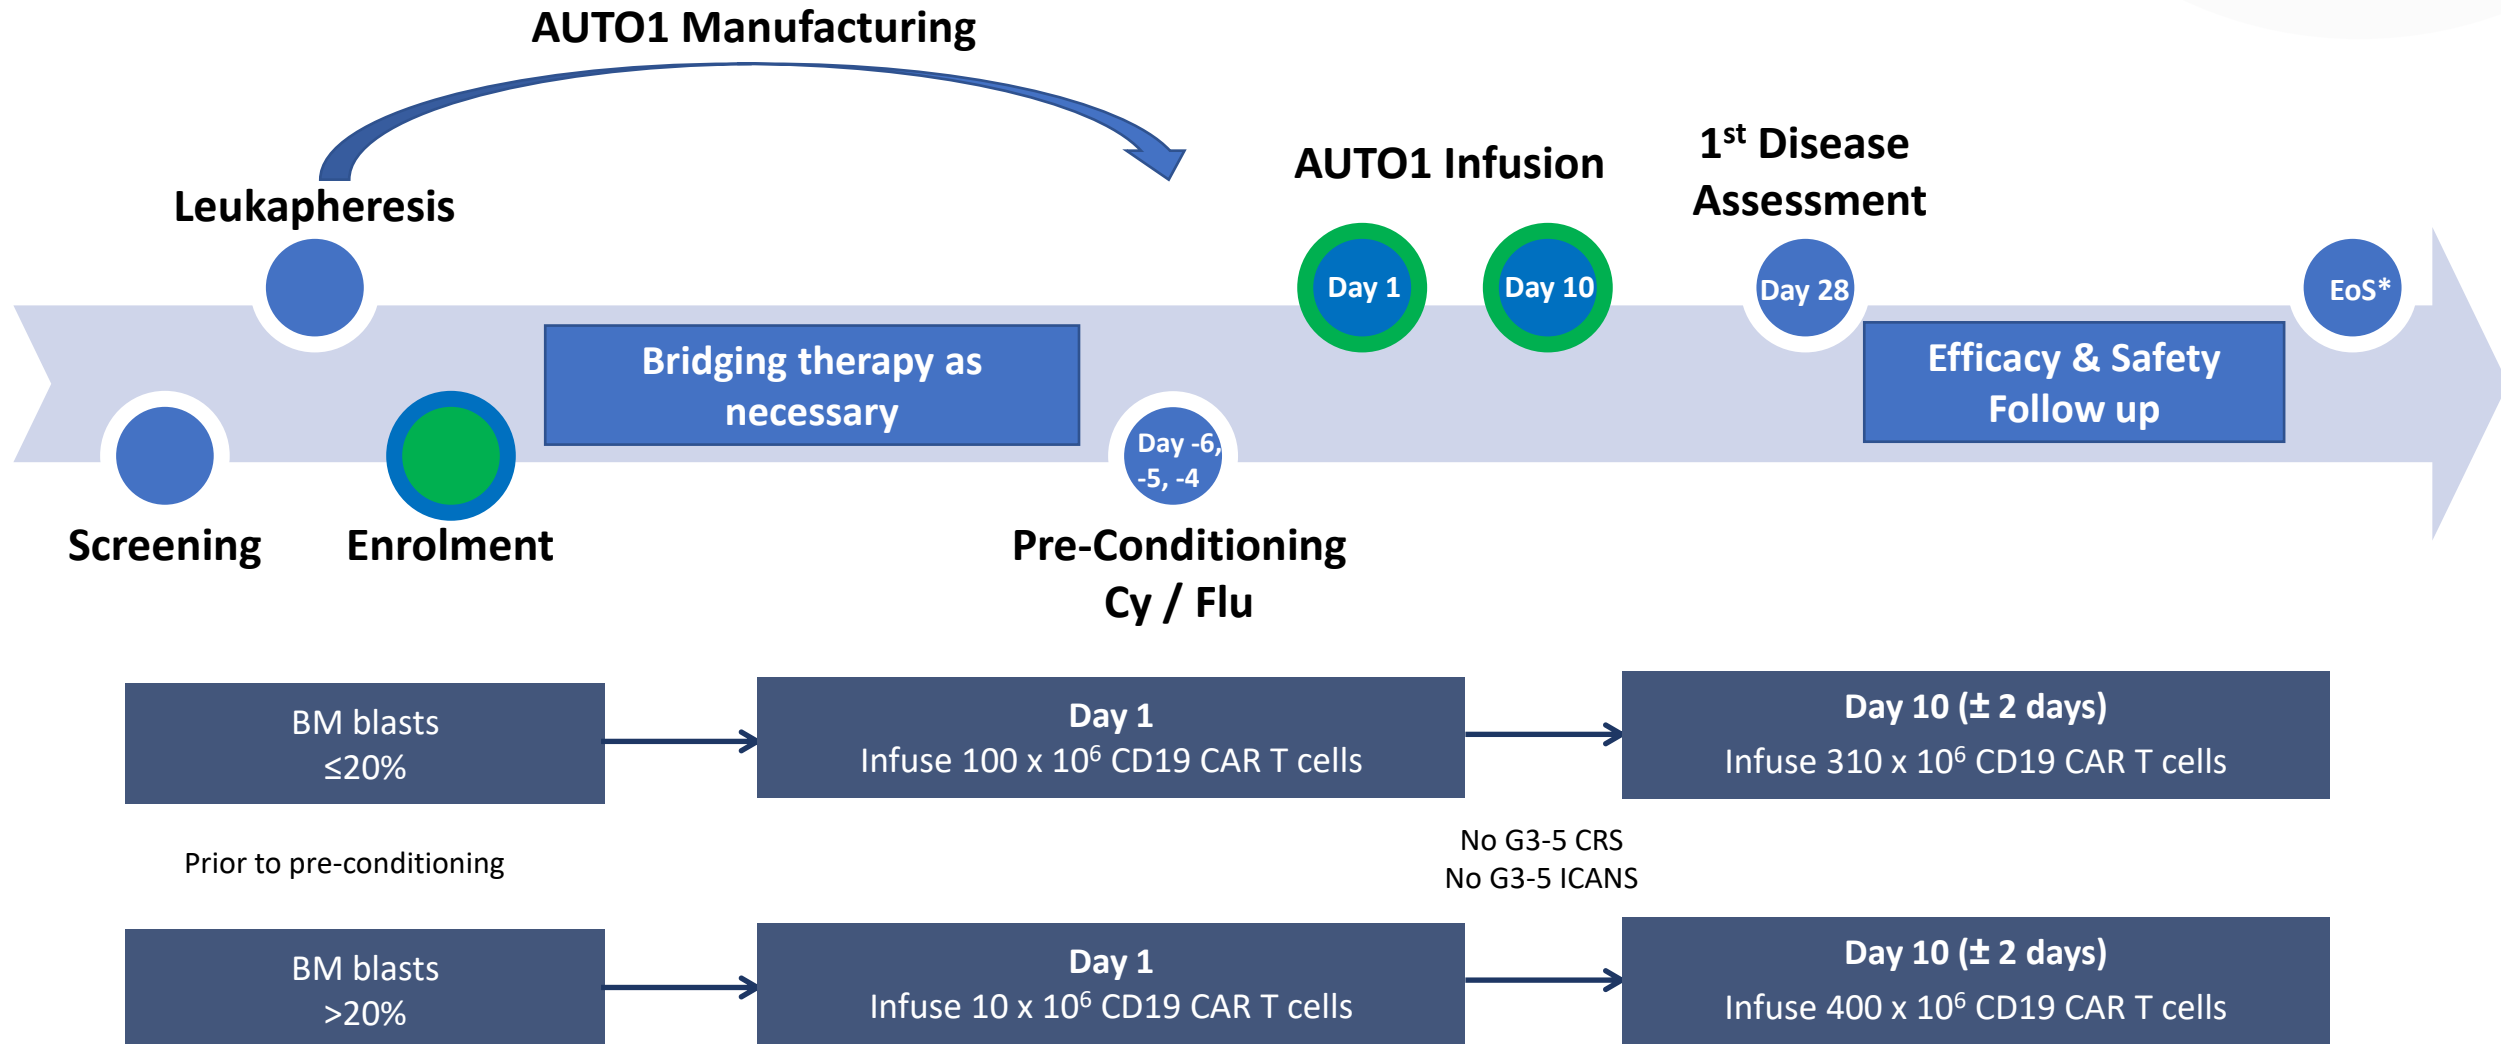 AUTO1 Manufacturing
Leukapheresis
AUTO1 Infusion
1st Disease
Assessment
Day 1
Day 10
Day 28
EoS*
Bridging therapy as
necessary
Efficacy & Safety
Follow up
Day -6,
-5, -4
Screening
Enrolment
Pre-Conditioning
Cy / Flu
BM blasts
≤20%
Day 1
Infuse 100 x 10⁶ CD19 CAR T cells
Day 10 (± 2 days)
Infuse 310 x 10⁶ CD19 CAR T cells
Prior to pre-conditioning
No G3-5 CRS
No G3-5 ICANS
BM blasts
>20%
Day 1
Infuse 10 x 10⁶ CD19 CAR T cells
Day 10 (± 2 days)
Infuse 400 x 10⁶ CD19 CAR T cells